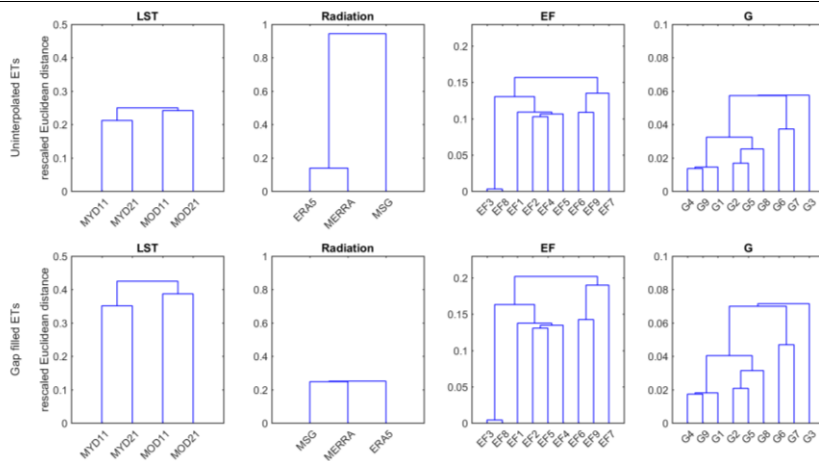 LST
Radiation
EF
G
Uninterpolated ETs
rescaled Euclidean distance
0.5
0.4
0.3
0.2
0.1
0
MYD11
MYD21
MOD11
MOD21
1
0.8
0.6
0.4
0.2
0
ERA5
MERRA
MSG
0.2
0.15
0.1
0.05
0
EF3
EF8
EF1
EF2
EF4
EF5
EF6
EF9
EF7
0.1
0.08
0.06
0.04
0.02
0
G4
G9
G1
G2
G5
G8
G6
G7
G3
LST
Radiation
EF
G
Gap filled ETs
rescaled Euclidean distance
0.5
0.4
0.3
0.2
0.1
0
MYD11
MYD21
MOD11
MOD21
1
0.8
0.6
0.4
0.2
0
MSG
MERRA
ERA5
0.2
0.15
0.1
0.05
0
EF3
EF8
EF1
EF2
EF5
EF4
EF6
EF9
EF7
0.1
0.08
0.06
0.04
0.02
0
G4
G9
G1
G2
G5
G8
G6
G7
G3